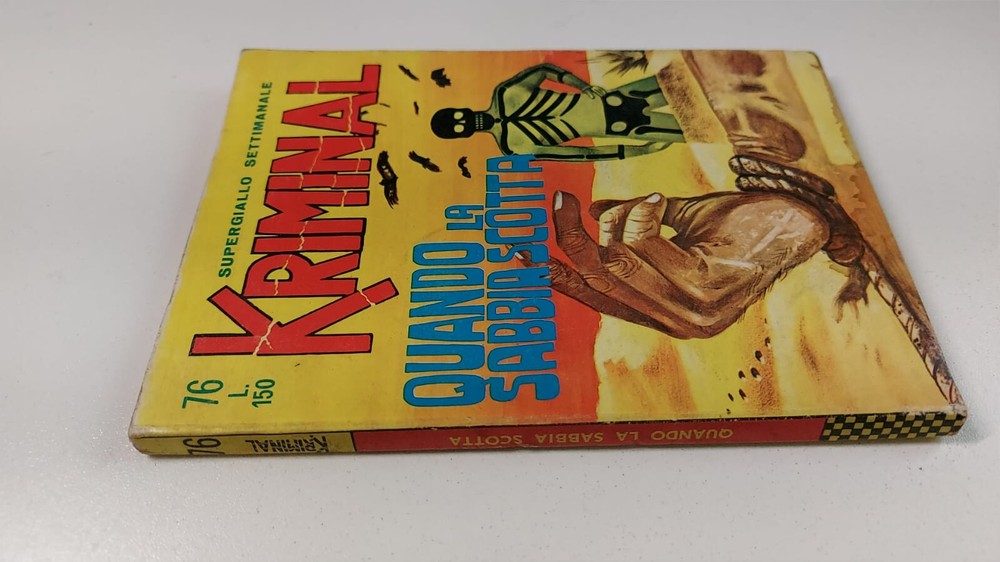 SUPERGIALLO SETTIMANALE
KRIMINAL
76
L.
150
QUANDO LA
SABBIA SCOTTA
76
KRIMINAL
QUANDO LA SABBIA SCOTTA